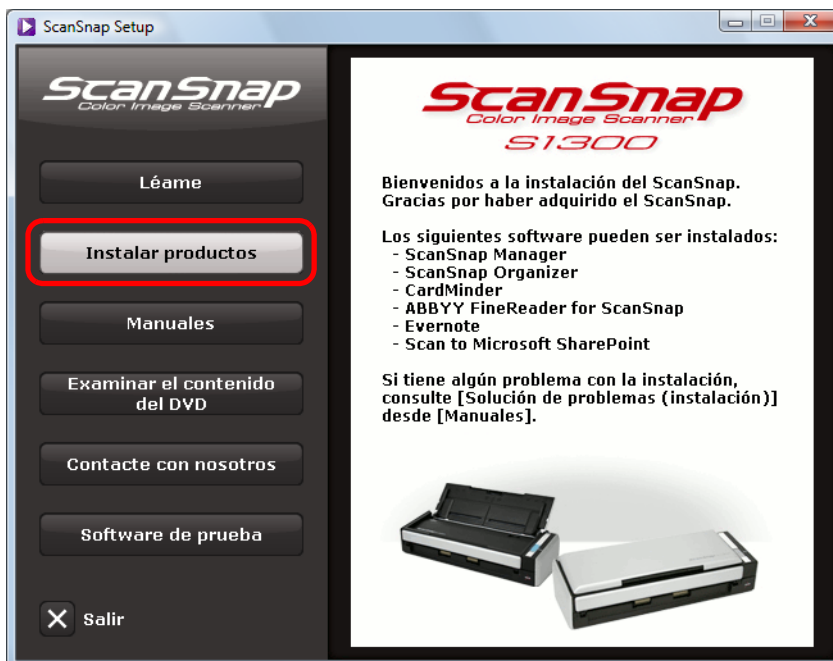 ScanSnap Setup
ScanSnap
Color Image Scanner
Léame
Instalar productos
Manuales
Examinar el contenido
del DVD
Contacte con nosotros
Software de prueba
Salir
ScanSnap
Color Image Scanner
S1300
Bienvenidos a la instalación del ScanSnap.
Gracias por haber adquirido el ScanSnap.
Los siguientes software pueden ser instalados:
- ScanSnap Manager
- ScanSnap Organizer
- CardMinder
- ABBYY FineReader for ScanSnap
- Evernote
- Scan to Microsoft SharePoint
Si tiene algún problema con la instalación,
consulte [Solución de problemas (instalación)]
desde [Manuales].